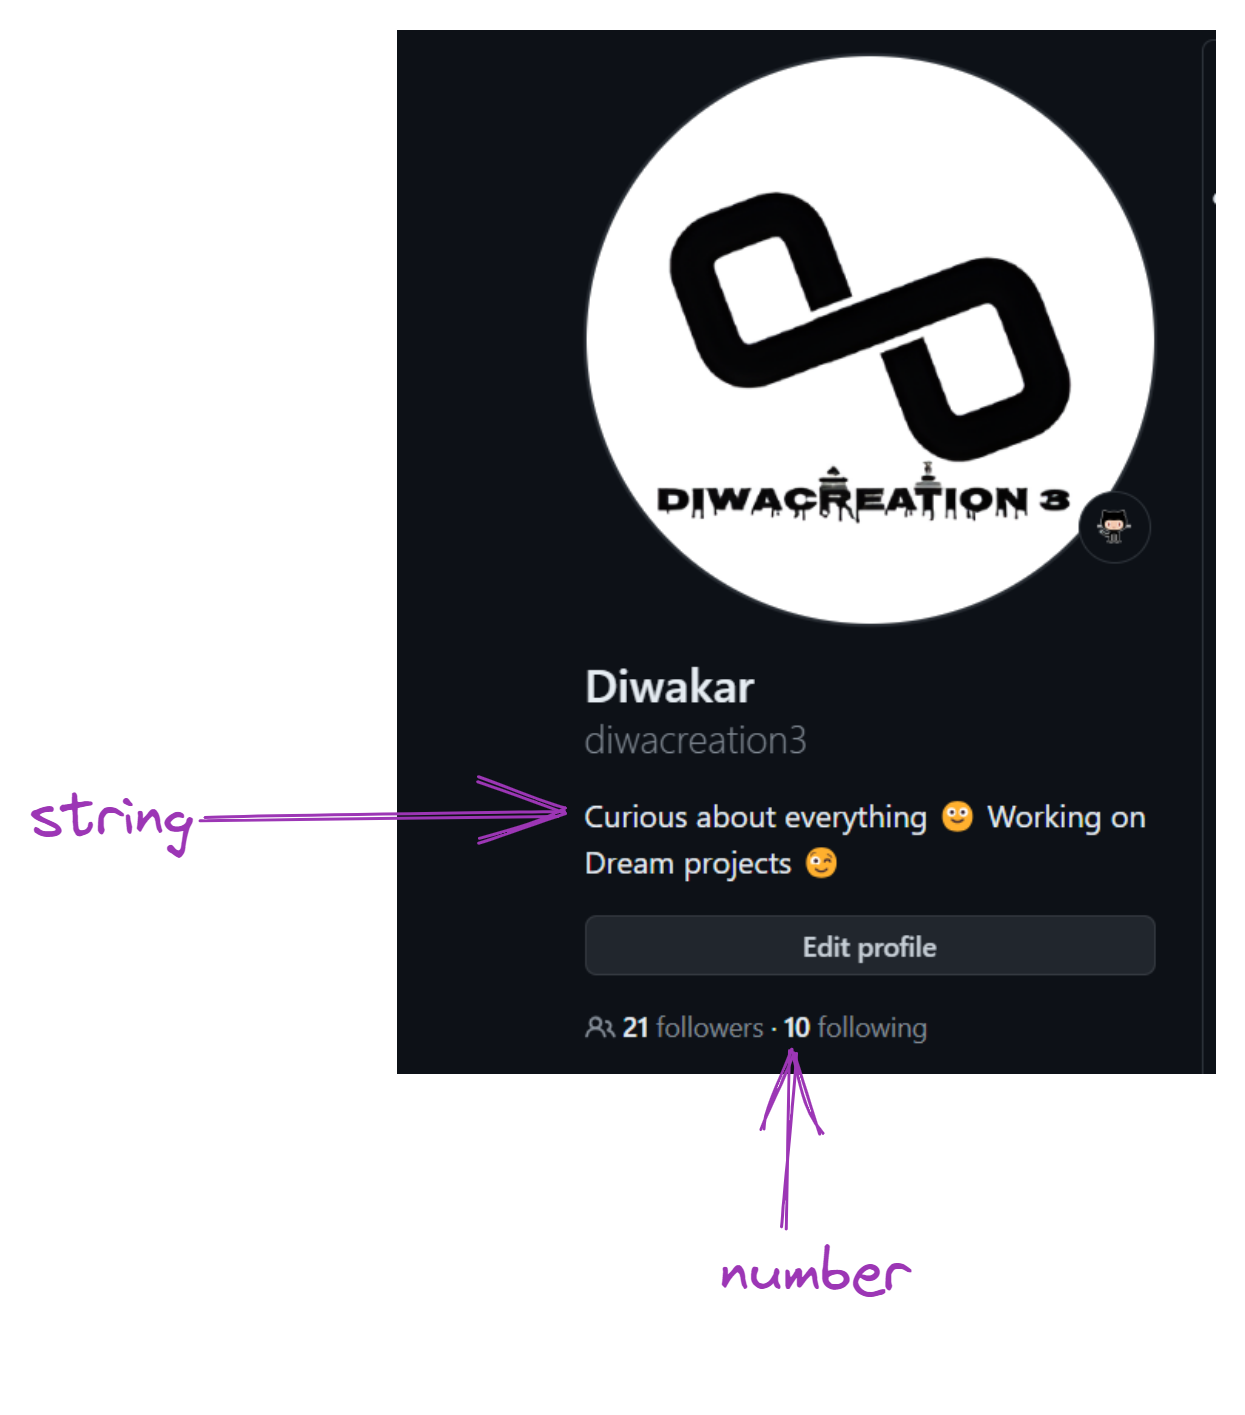 DIWACREATION 3
Diwakar
diwacreation3
string
Curious about everything 🙂 Working on
Dream projects 😉
Edit profile
21 followers · 10 following
number